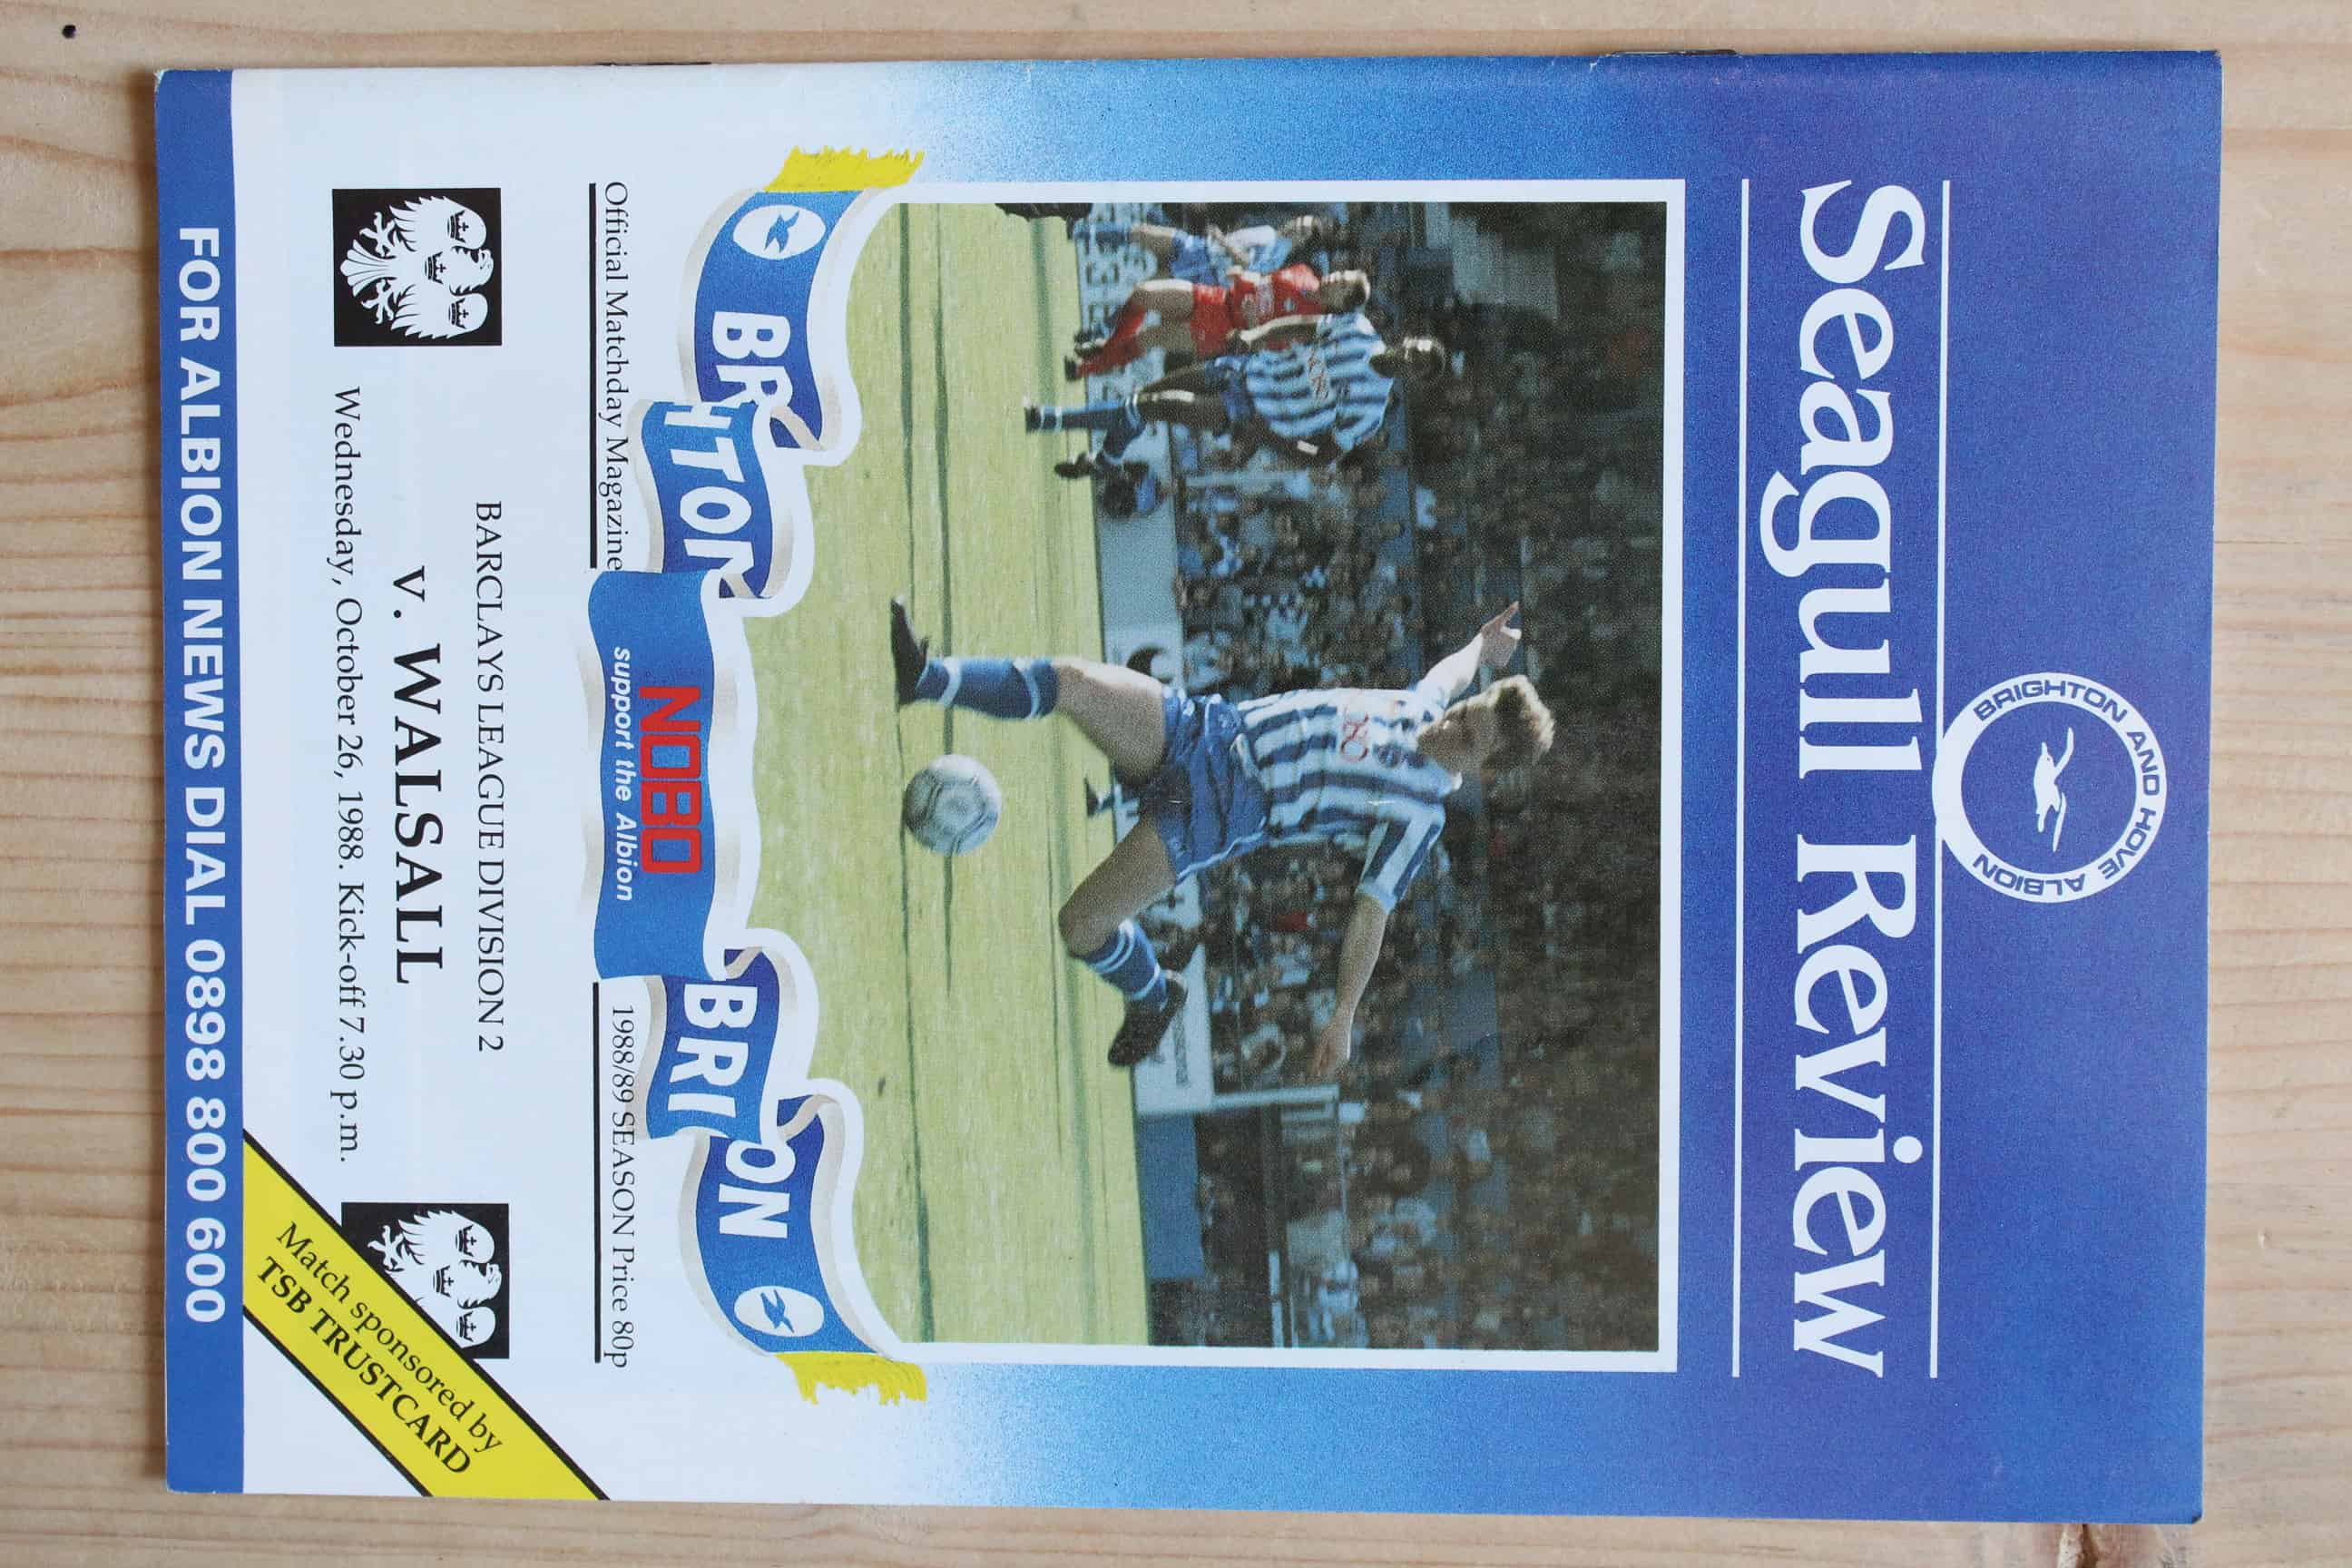 BRIGHTON AND HOVE ALBION
Seagull Review
BR
HTON
NOBO
support the Albion
BRI
ON
Official Matchday Magazine
1988/89 SEASON Price 80p
BARCLAYS LEAGUE DIVISION 2
v. WALSALL
Wednesday, October 26, 1988. Kick-off 7.30 p.m.
Match sponsored by
TSB TRUSTCARD
FOR ALBION NEWS DIAL 0898 800 600